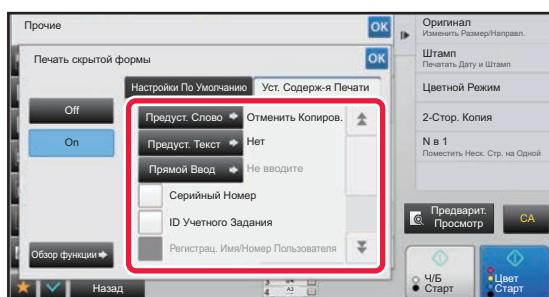 Прочие
OK
Печать скрытой формы
OK
Настройки По Умолчанию
Уст. Содерж-я Печати
Off
On
Предуст. Слово
Отменить Копиров.
Предуст. Текст
Нет
Прямой Ввод
Не вводите
Серийный Номер
ID Учетного Задания
Регистрац. Имя/Номер Пользователя
Обзор функции
Назад
Оригинал
Изменить Размер/Направл.
Штамп
Печатать Дату и Штамп
Цветной Режим
2-Стор. Копия
N в 1
Поместить Неск. Стр. на Одной
Предварит.
Просмотр
CA
Ч/Б
Старт
Цвет
Старт